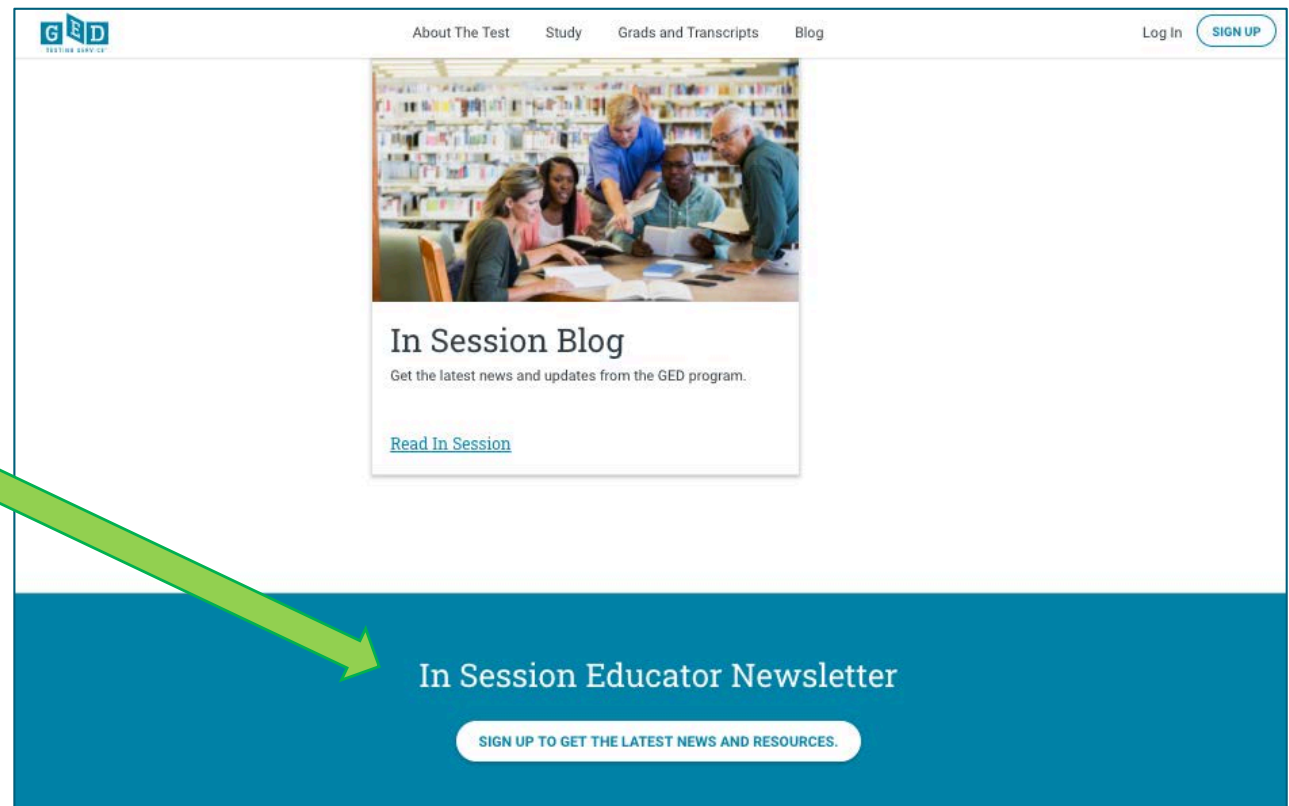 GED
TESTING SERVICE
About The Test Study Grads and Transcripts Blog Log In SIGN UP
In Session Blog
Get the latest news and updates from the GED program.
Read In Session
In Session Educator Newsletter
SIGN UP TO GET THE LATEST NEWS AND RESOURCES.